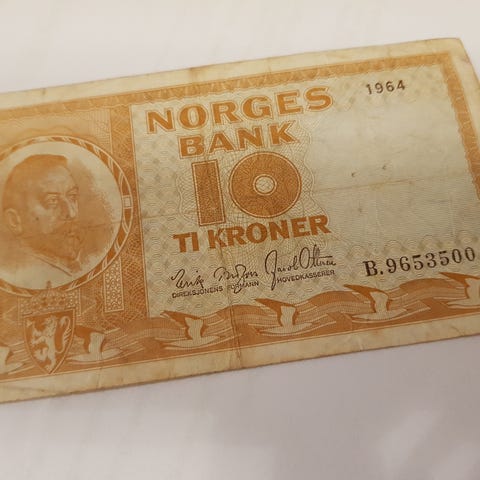 1964
NORGES
BANK
10
TI KRONER
DIREKSJONENS FORMANN
HOVEDKASSERER
B.9653500